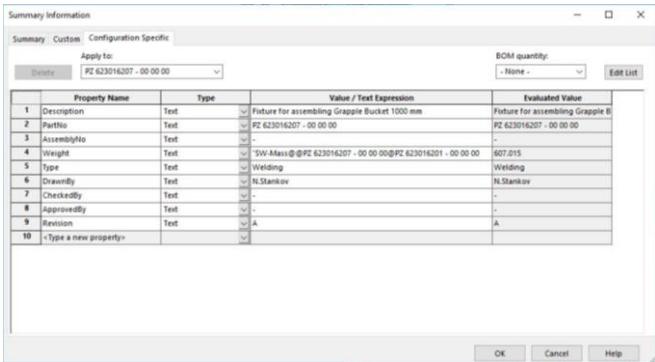 Summary Information
Summary Custom Configuration Specific
Apply to: BOM quantity:
Delete PZ 623016207 - 00 00 00 - None - Edit List
Property Name Type Value / Text Expression Evaluated Value
1 Description Text Fixture for assembling Grapple Bucket 1000 mm Fixture for assembling Grapple B
2 PartNo Text PZ 623016207 - 00 00 00 PZ 623016207 - 00 00 00
3 AssemblyNo Text - -
4 Weight Text "SW-Mass@@PZ 623016207 - 00 00 00@PZ 623016201 - 00 00 00 607.015
5 Type Text Welding Welding
6 DrawnBy Text N.Stankov N.Stankov
7 CheckedBy Text - -
8 ApprovedBy Text - -
9 Revision Text A A
10 <Type a new property>
OK Cancel Help